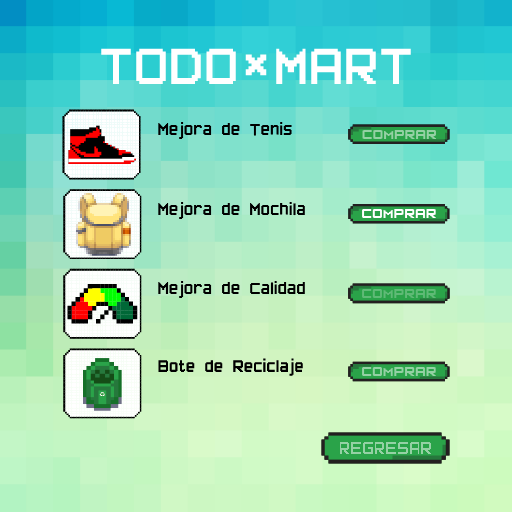 TODO×MART
Mejora de Tenis
COMPRAR
Mejora de Mochila
COMPRAR
Mejora de Calidad
COMPRAR
Bote de Reciclaje
COMPRAR
REGRESAR